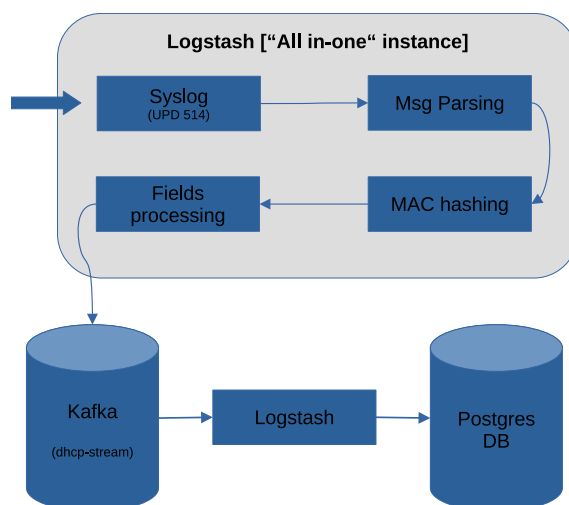 Logstash [“All in-one“ instance]
Syslog
(UPD 514)
Msg Parsing
Fields
processing
MAC hashing
Kafka
(dhcp-stream)
Logstash
Postgres
DB